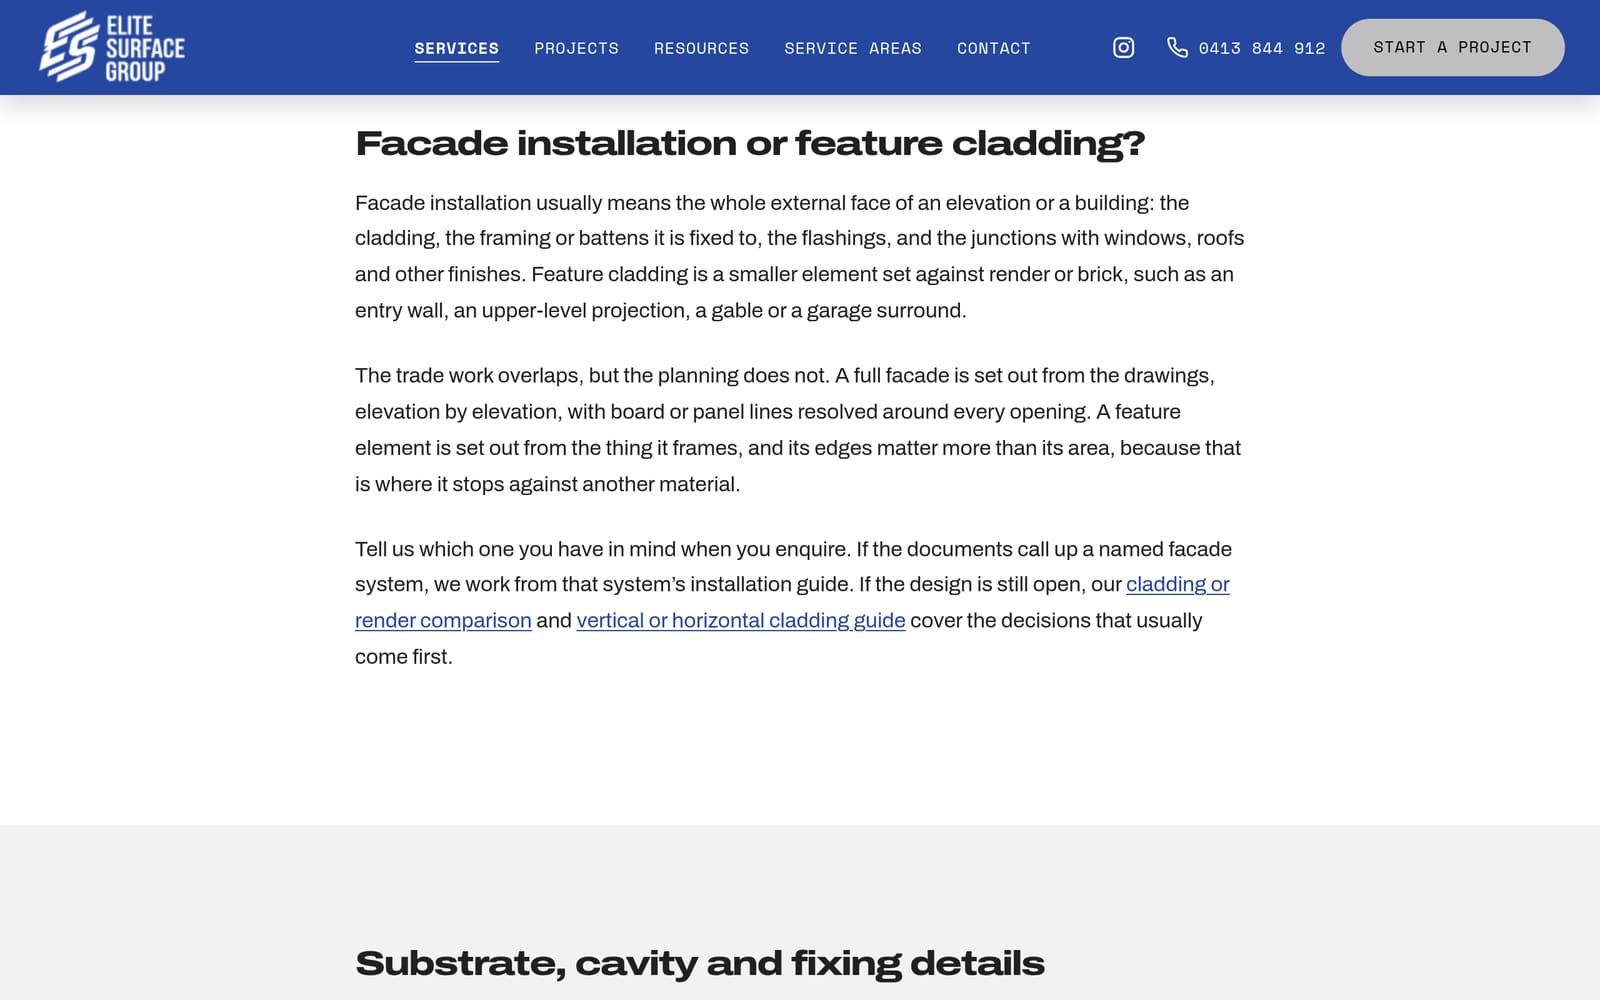 ELITE
SURFACE
GROUP
SERVICES
PROJECTS
RESOURCES
SERVICE AREAS
CONTACT
0413 844 912
START A PROJECT
Facade installation or feature cladding?
Facade installation usually means the whole external face of an elevation or a building: the
cladding, the framing or battens it is fixed to, the flashings, and the junctions with windows, roofs
and other finishes. Feature cladding is a smaller element set against render or brick, such as an
entry wall, an upper-level projection, a gable or a garage surround.
The trade work overlaps, but the planning does not. A full facade is set out from the drawings,
elevation by elevation, with board or panel lines resolved around every opening. A feature
element is set out from the thing it frames, and its edges matter more than its area, because that
is where it stops against another material.
Tell us which one you have in mind when you enquire. If the documents call up a named facade
system, we work from that system’s installation guide. If the design is still open, our cladding or
render comparison and vertical or horizontal cladding guide cover the decisions that usually
come first.
Substrate, cavity and fixing details